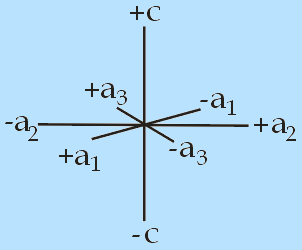 +c
+a₃ -a₁
-a₂ +a₂
+a₁ -a₃
-c